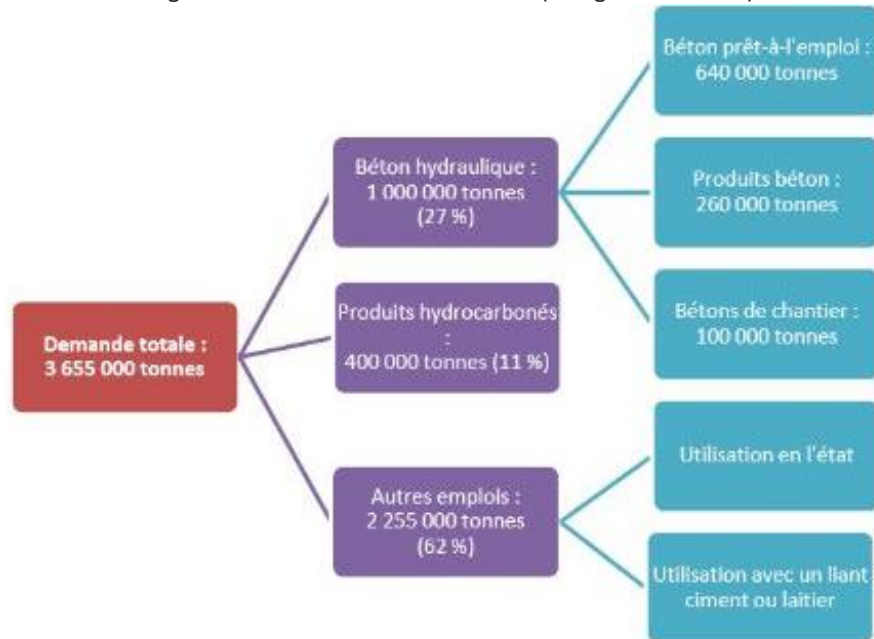 Béton prêt-à-l'emploi :
640 000 tonnes
Béton hydraulique :
1 000 000 tonnes
(27 %)
Produits béton :
260 000 tonnes
Produits hydrocarbonés
:
400 000 tonnes (11 %)
Bétons de chantier :
100 000 tonnes
Demande totale :
3 655 000 tonnes
Utilisation en l'état
Autres emplois :
2 255 000 tonnes
(62 %)
Utilisation avec un liant
ciment ou laitier